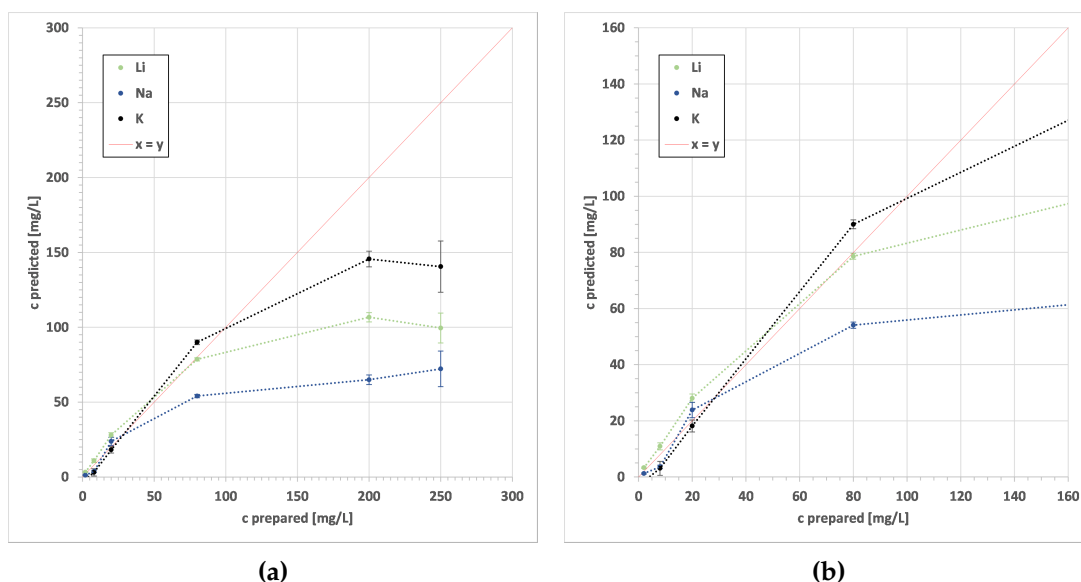 300
250
200
150
100
50
0
c predicted [mg/L]
Li
Na
K
x = y
0 50 100 150 200 250 300
c prepared [mg/L]
(a)
160
140
120
100
80
60
40
20
0
c predicted [mg/L]
Li
Na
K
x = y
0 20 40 60 80 100 120 140 160
c prepared [mg/L]
(b)